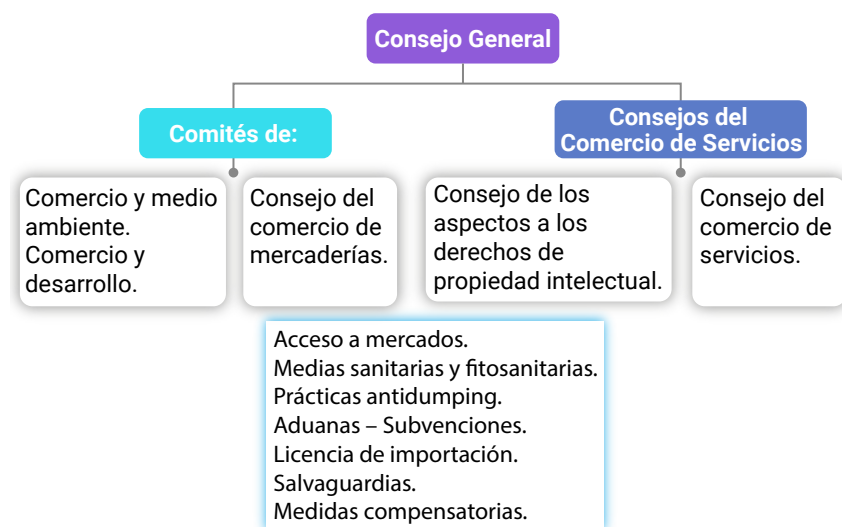 Consejo General
Comités de:
Consejos del
Comercio de Servicios
Comercio y medio
ambiente.
Comercio y
desarrollo.
Consejo del
comercio de
mercaderías.
Consejo de los
aspectos a los
derechos de
propiedad intelectual.
Consejo del
comercio de
servicios.
Acceso a mercados.
Medias sanitarias y fitosanitarias.
Prácticas antidumping.
Aduanas – Subvenciones.
Licencia de importación.
Salvaguardias.
Medidas compensatorias.